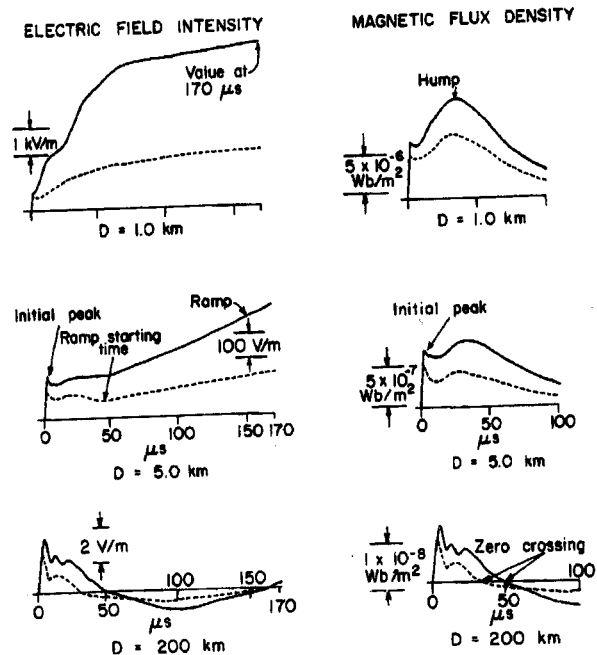 ELECTRIC FIELD INTENSITY
Value at
170 μs
1 kV/m
D = 1.0 km
MAGNETIC FLUX DENSITY
Hump
5 x 10⁻⁶
Wb/m²
D = 1.0 km
Initial peak
Ramp starting
time
Ramp
100 V/m
0 50 100 150 170
μs
D = 5.0 km
Initial peak
5 x 10⁻⁷
Wb/m²
0 50 100
μs
D = 5.0 km
2 V/m
0 50 100 150 170
μs
D = 200 km
1 x 10⁻⁸
Wb/m²
Zero crossing
0 50 100
μs
D = 200 km